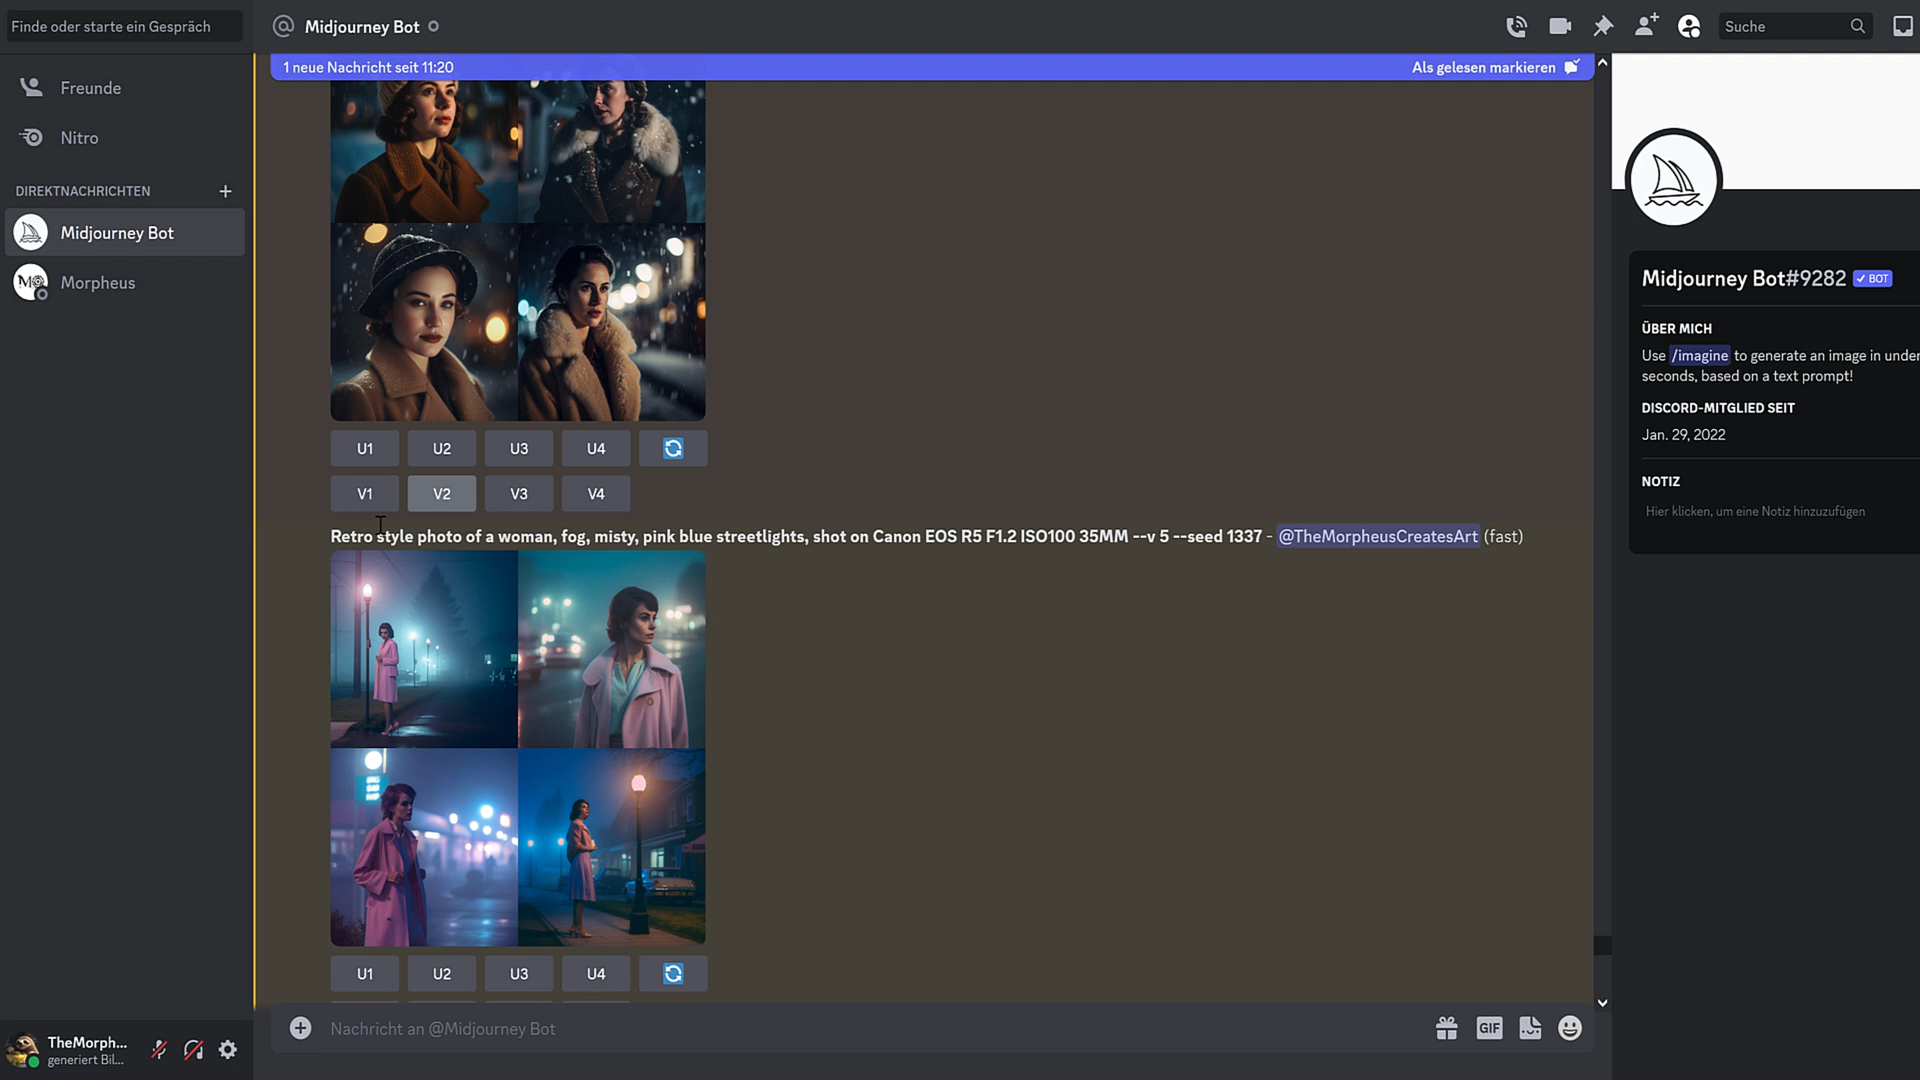 Finde oder starte ein Gespräch
Midjourney Bot
Suche
1 neue Nachricht seit 11:20
Als gelesen markieren
Freunde
Nitro
DIREKTNACHRICHTEN
Midjourney Bot
Morpheus
U1 U2 U3 U4
V1 V2 V3 V4
Retro style photo of a woman, fog, misty, pink blue streetlights, shot on Canon EOS R5 F1.2 ISO100 35MM --v 5 --seed 1337 - @TheMorpheusCreatesArt (fast)
U1 U2 U3 U4
Nachricht an @Midjourney Bot
GIF
TheMorph...
generiert Bil...
Midjourney Bot#9282 BOT
ÜBER MICH
Use /imagine to generate an image in under
seconds, based on a text prompt!
DISCORD-MITGLIED SEIT
Jan. 29, 2022
NOTIZ
Hier klicken, um eine Notiz hinzuzufügen